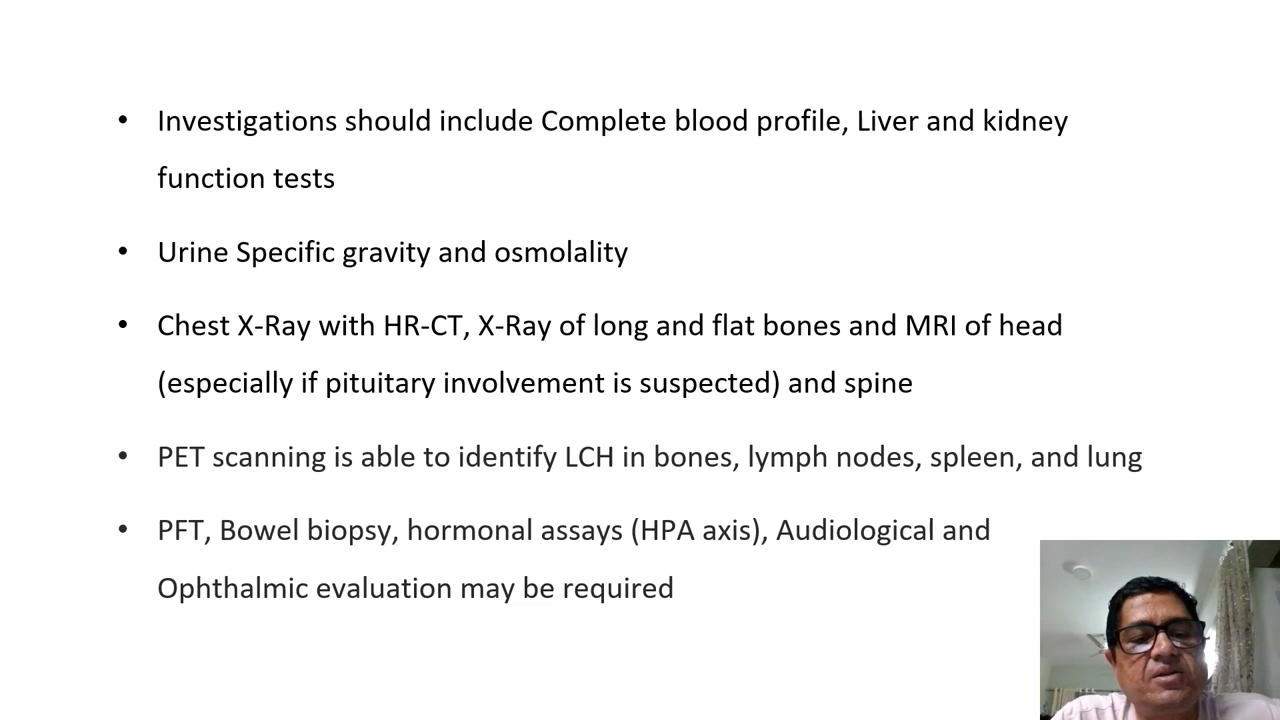 • Investigations should include Complete blood profile, Liver and kidney
function tests
• Urine Specific gravity and osmolality
• Chest X-Ray with HR-CT, X-Ray of long and flat bones and MRI of head
(especially if pituitary involvement is suspected) and spine
• PET scanning is able to identify LCH in bones, lymph nodes, spleen, and lung
• PFT, Bowel biopsy, hormonal assays (HPA axis), Audiological and
Ophthalmic evaluation may be required